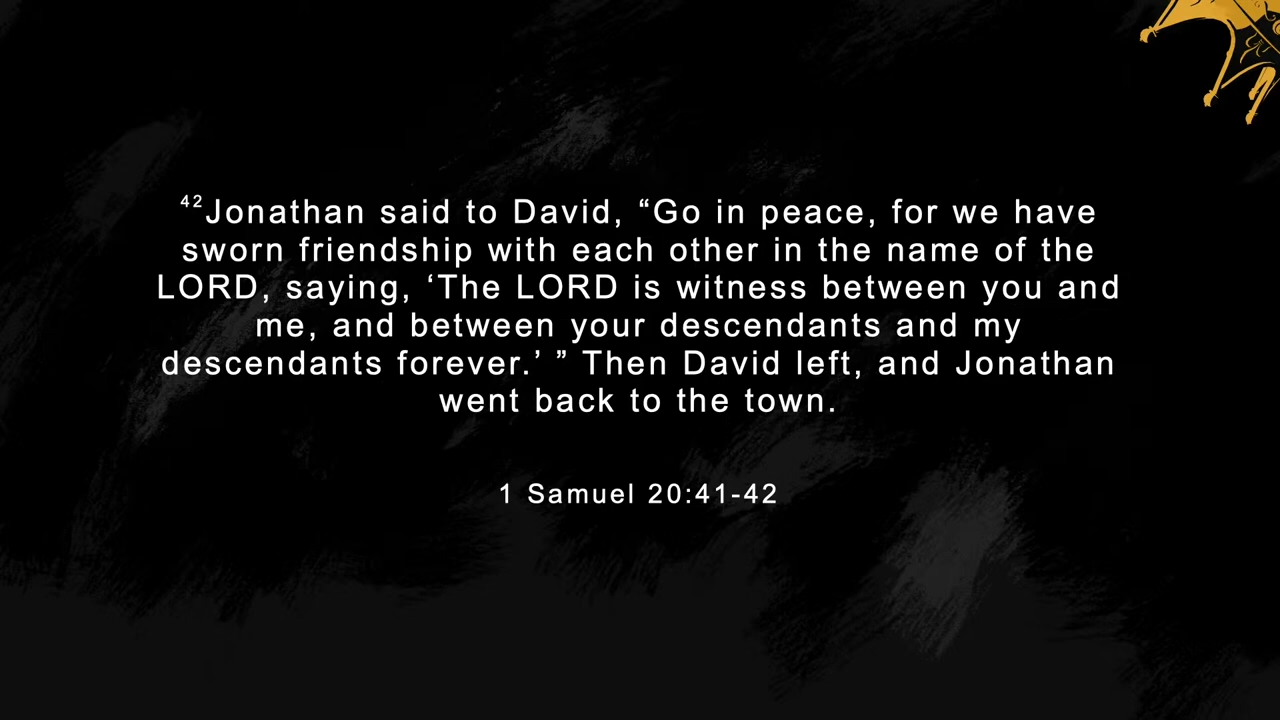 ⁴²Jonathan said to David, “Go in peace, for we have
sworn friendship with each other in the name of the
LORD, saying, ‘The LORD is witness between you and
me, and between your descendants and my
descendants forever.’ ” Then David left, and Jonathan
went back to the town.
1 Samuel 20:41-42